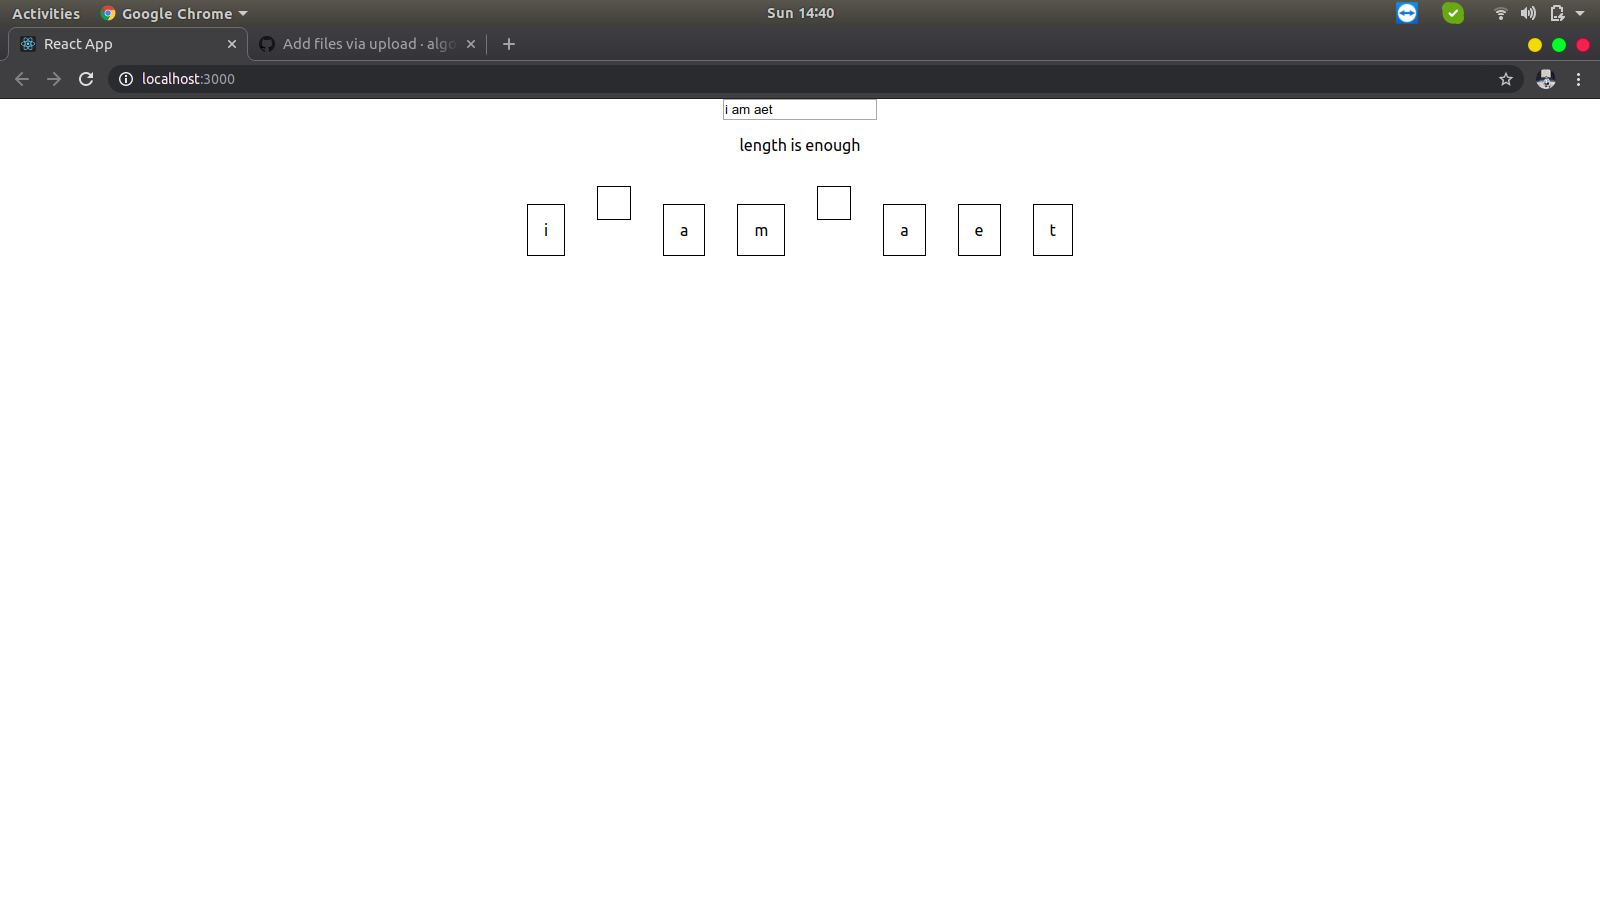 Activities Google Chrome Sun 14:40
React App Add files via upload · algo
localhost:3000
i am aet
length is enough
i a m a e t